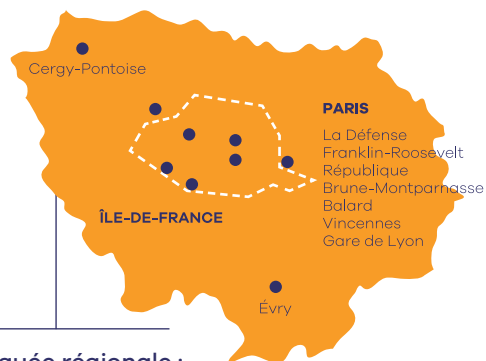 Cergy-Pontoise
PARIS
La Défense
Franklin-Roosevelt
République
Brune-Montparnasse
Balard
Vincennes
Gare de Lyon
ÎLE-DE-FRANCE
Évry
régionale :